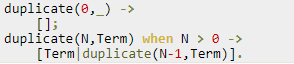 duplicate(0,_) ->
    [];
duplicate(N,Term) when N > 0 ->
    [Term|duplicate(N-1,Term)].